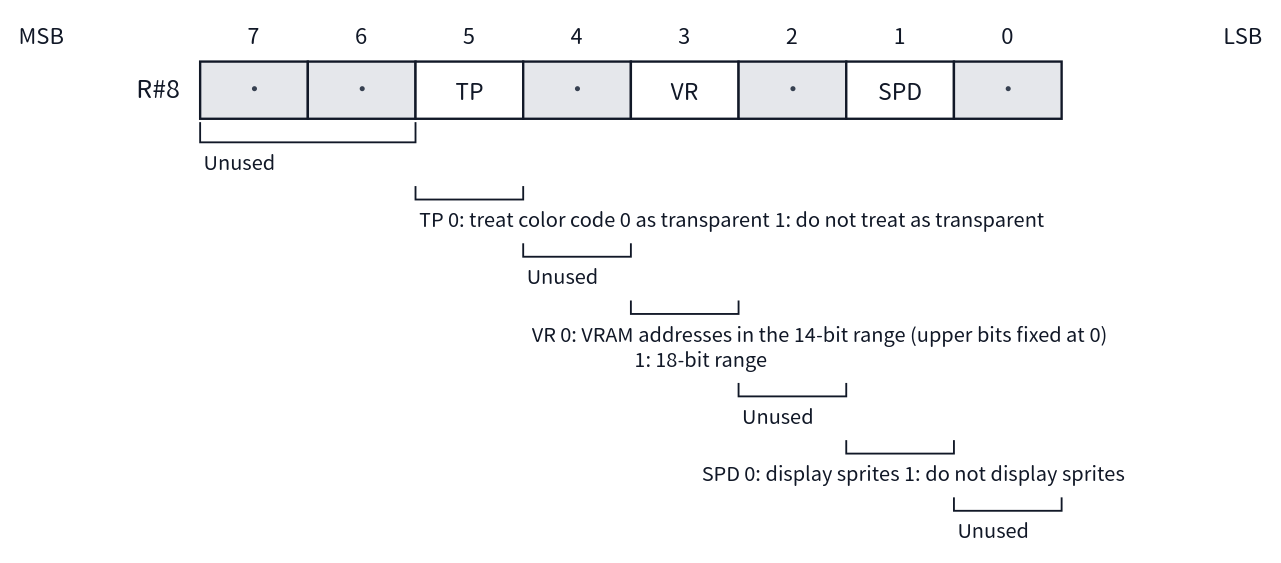 MSB 7 6 5 4 3 2 1 0 LSB
R#8 · · TP · VR · SPD ·
Unused
TP 0: treat color code 0 as transparent 1: do not treat as transparent
Unused
VR 0: VRAM addresses in the 14-bit range (upper bits fixed at 0)
1: 18-bit range
Unused
SPD 0: display sprites 1: do not display sprites
Unused